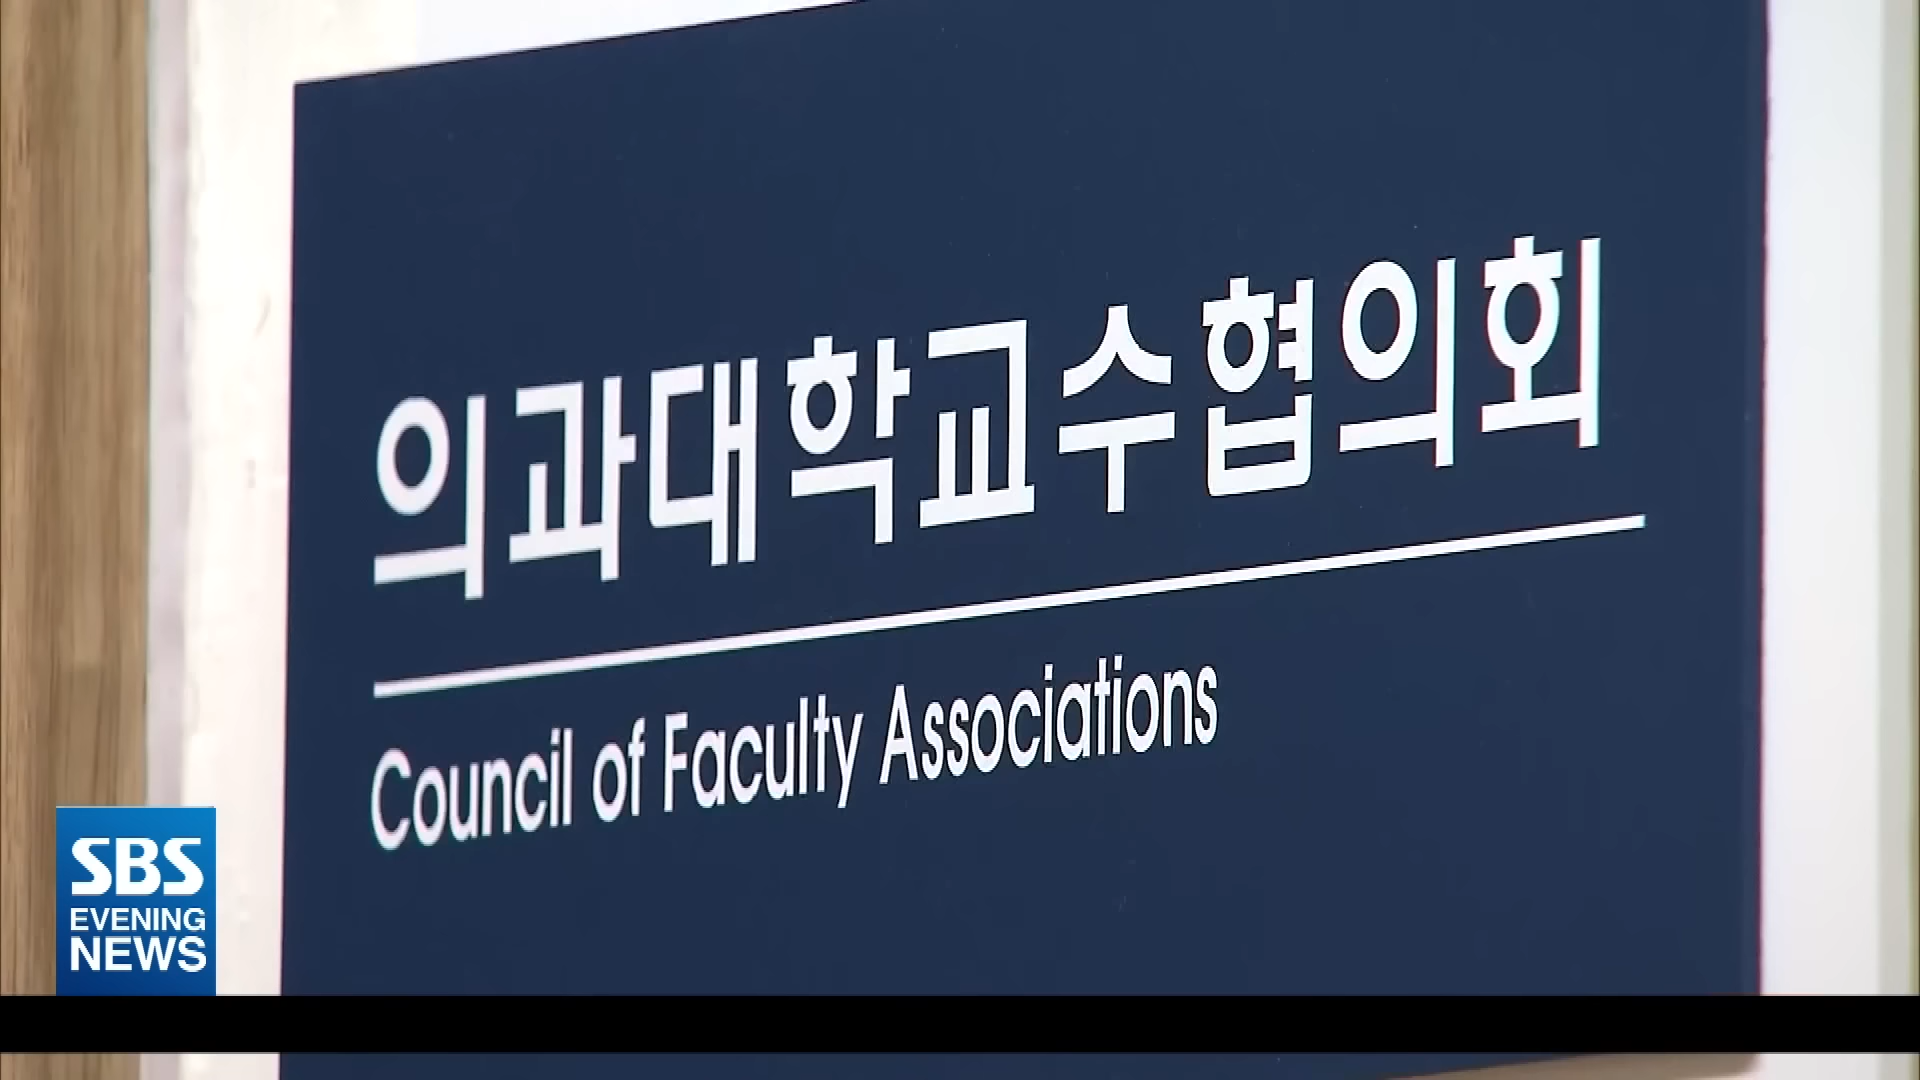 의과대학교수협의회
Council of Faculty Associations
SBS
EVENING
NEWS